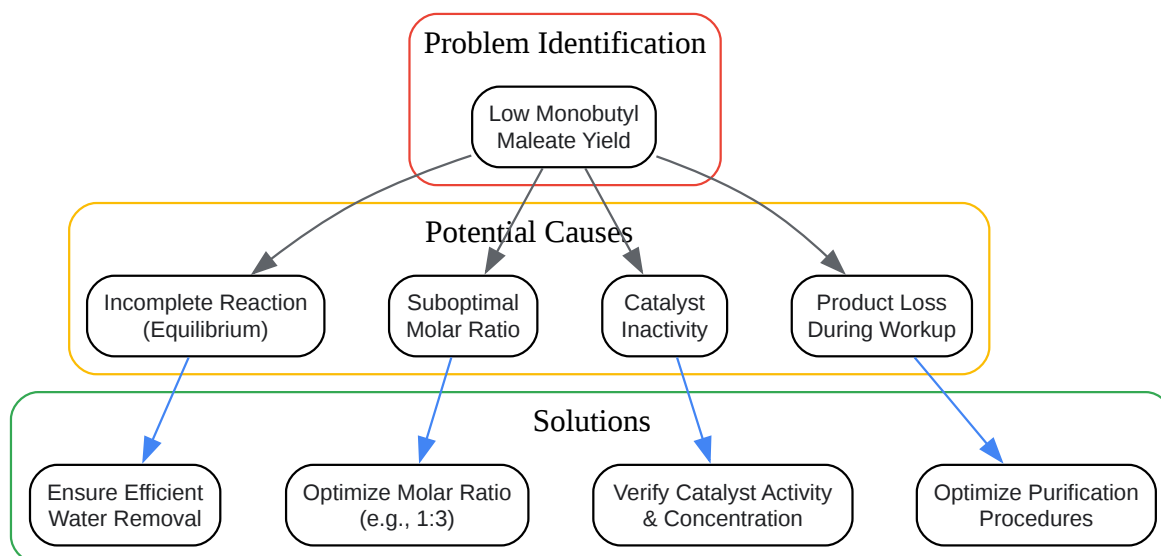 Problem Identification
Low Monobutyl
Maleate Yield
Potential Causes
Incomplete Reaction
(Equilibrium)
Suboptimal
Molar Ratio
Catalyst
Inactivity
Product Loss
During Workup
Solutions
Ensure Efficient
Water Removal
Optimize Molar Ratio
(e.g., 1:3)
Verify Catalyst Activity
& Concentration
Optimize Purification
Procedures